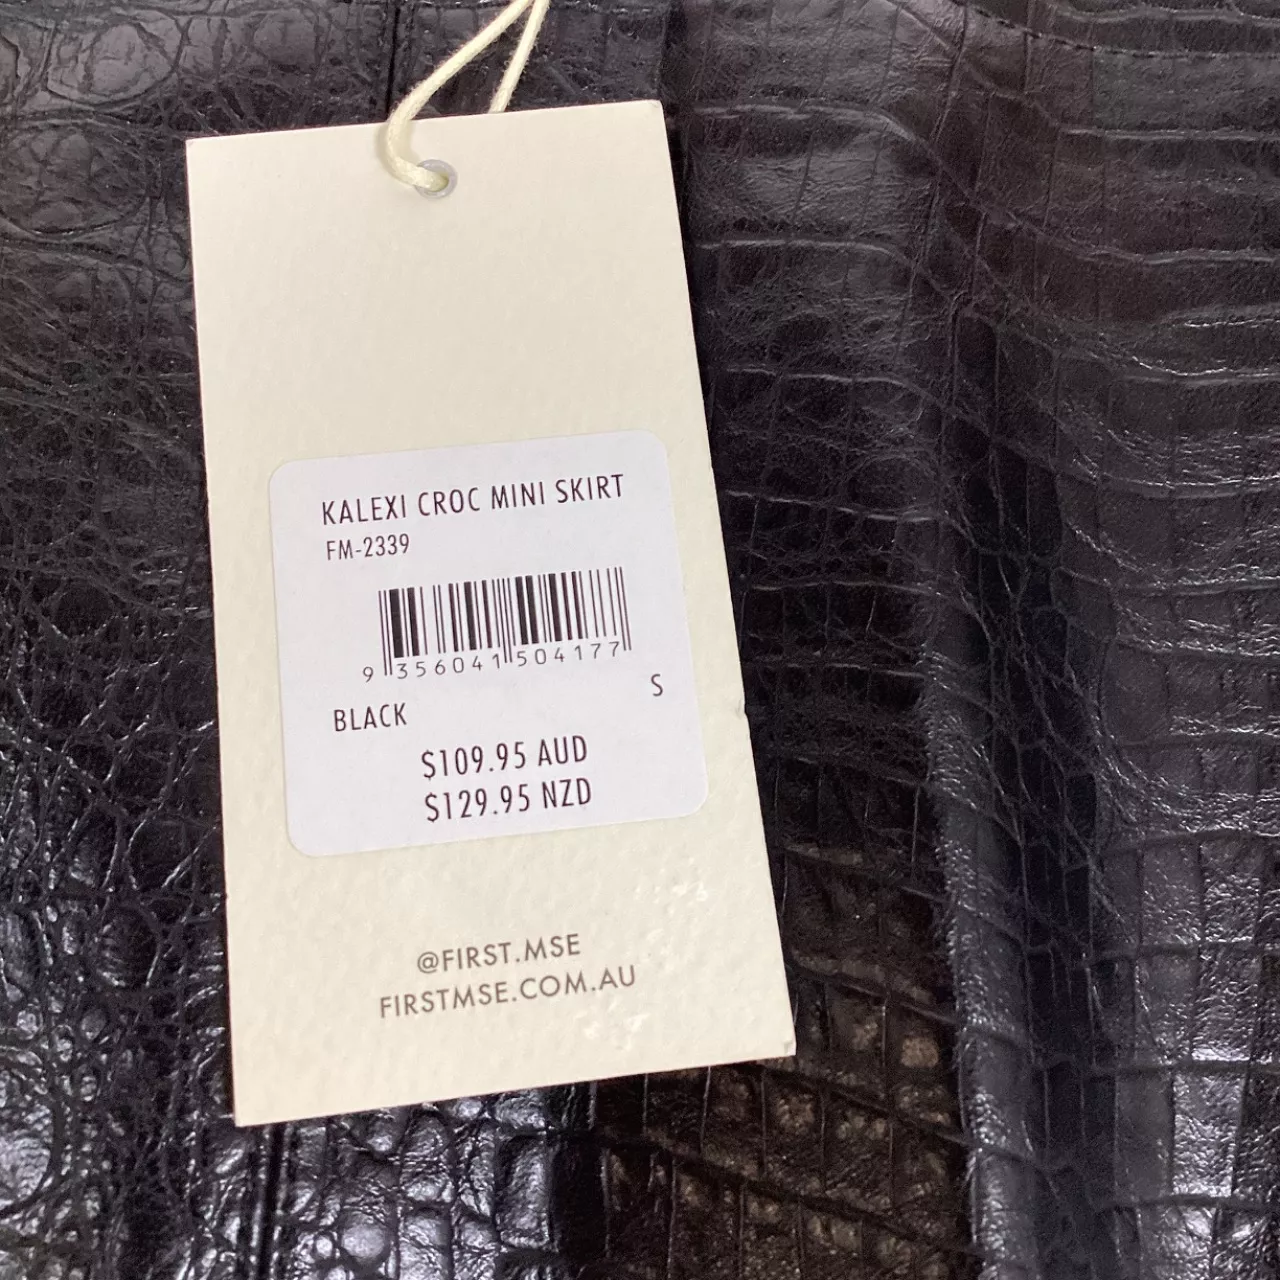 KALEXI CROC MINI SKIRT
FM-2339
9 356041 504177
S
BLACK
$109.95 AUD
$129.95 NZD
@FIRST.MSE
FIRSTMSE.COM.AU